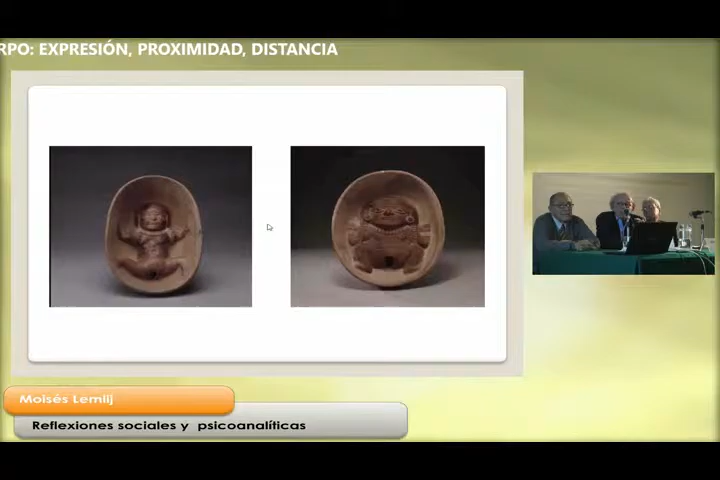 RPO: EXPRESIÓN, PROXIMIDAD, DISTANCIA
Moisés Lemlij
Reflexiones sociales y psicoanalíticas